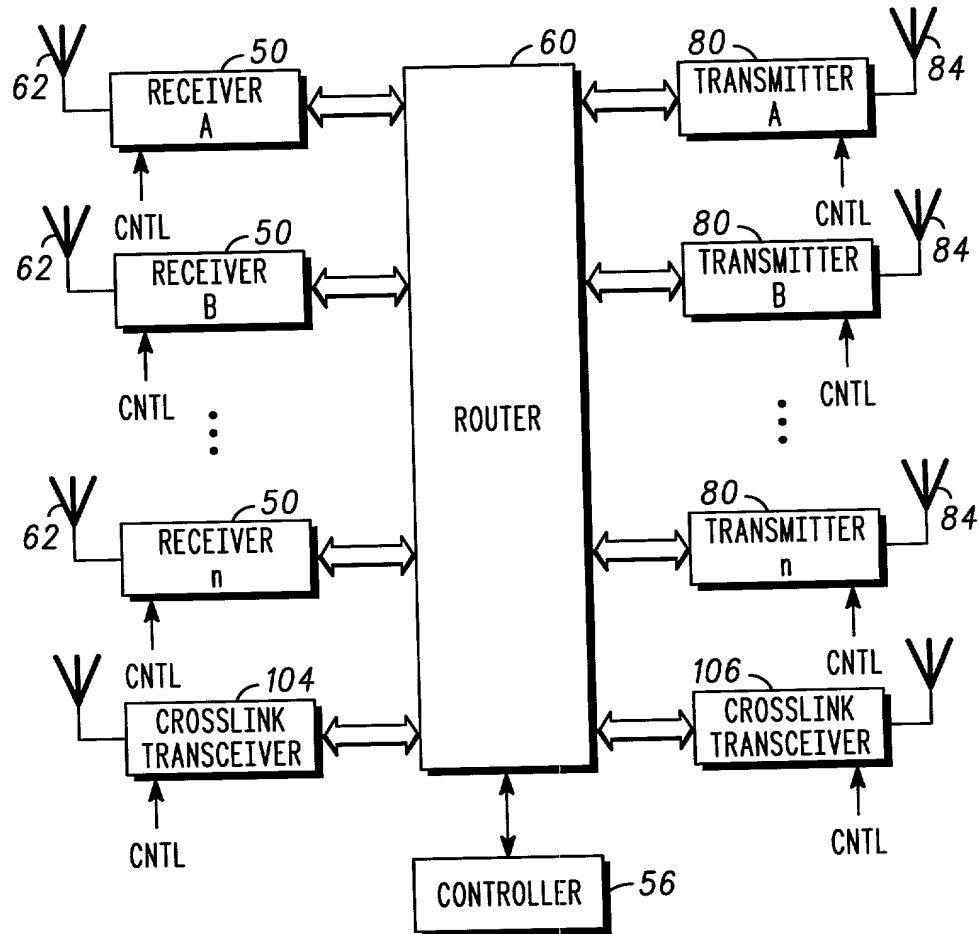 50 60 80
62 RECEIVER A TRANSMITTER A 84
CNTL CNTL
50 80
62 RECEIVER B TRANSMITTER B 84
CNTL CNTL
ROUTER
50 80
62 RECEIVER n TRANSMITTER n 84
CNTL CNTL
104 106
CROSSLINK TRANSCEIVER CROSSLINK TRANSCEIVER
CNTL CNTL
CONTROLLER 56